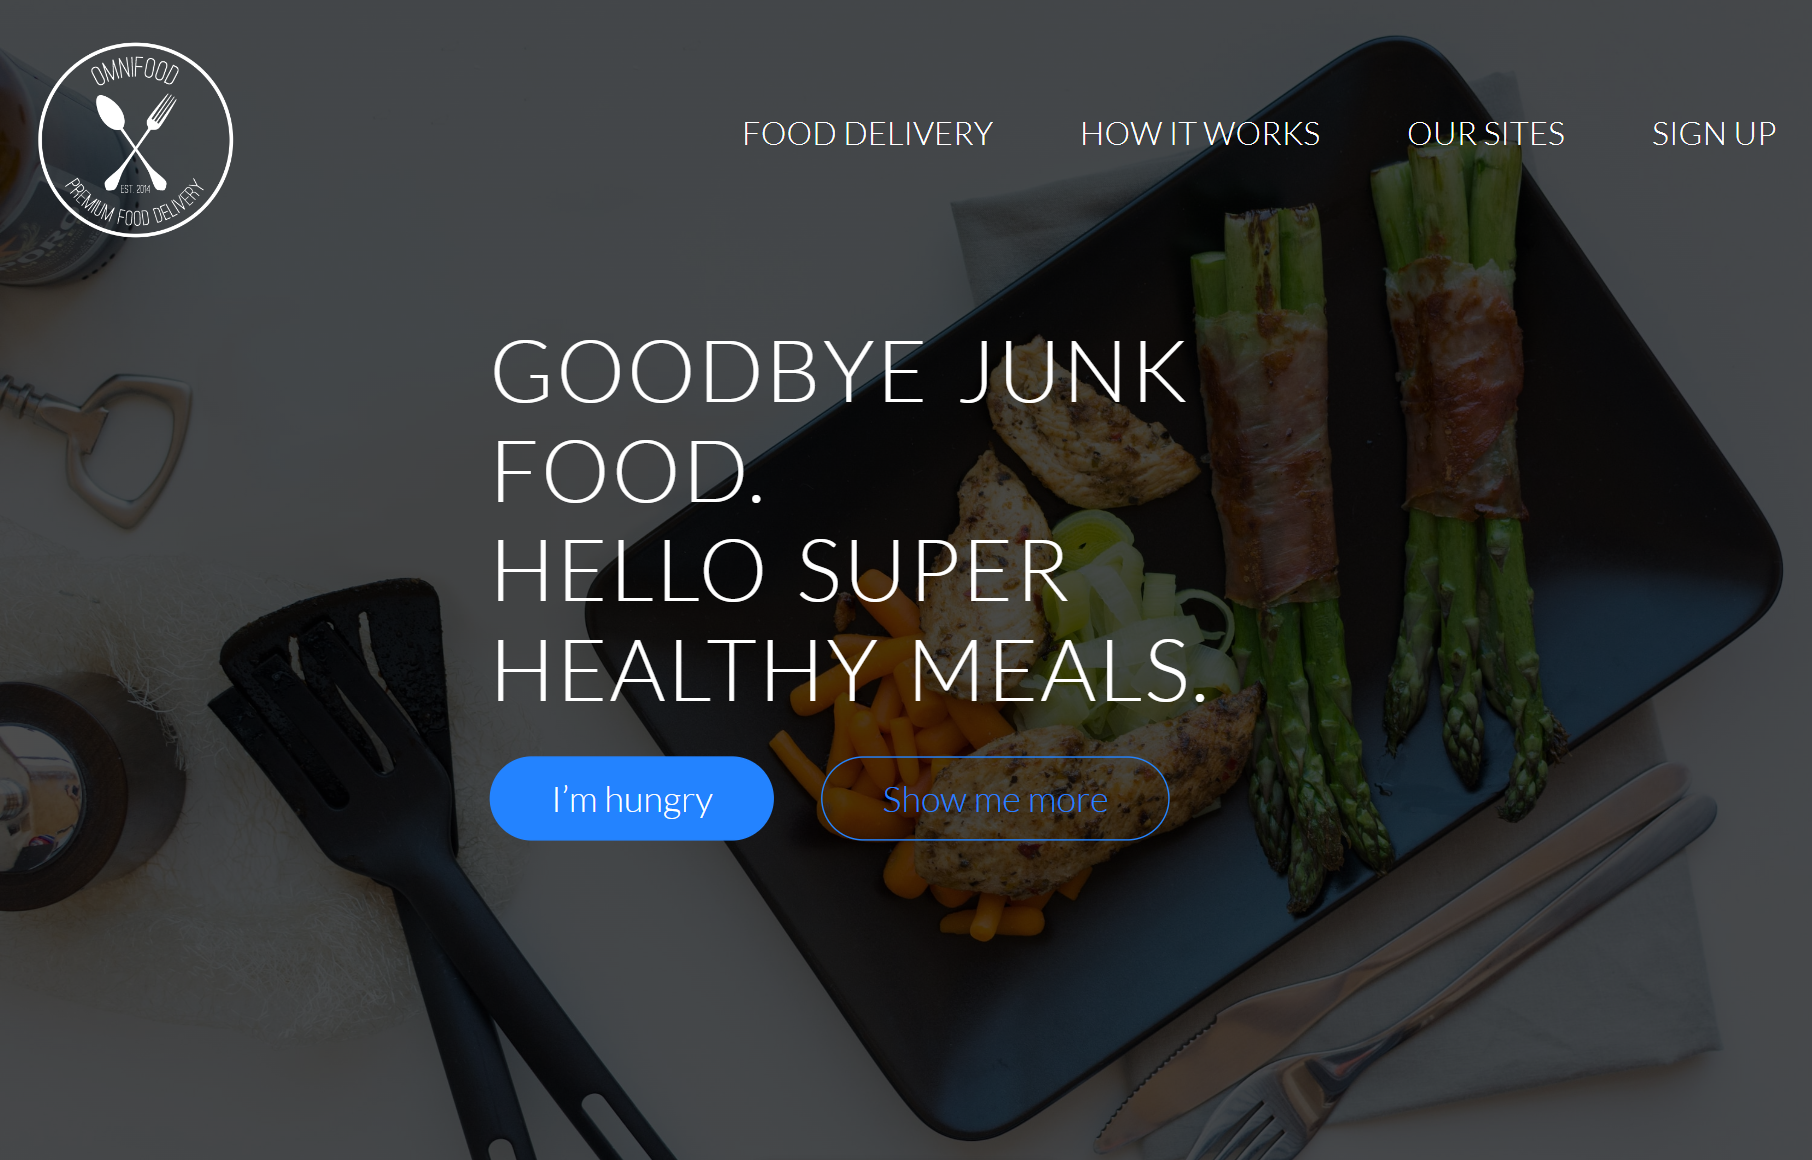 OMNIFOOD
EST. 2014
PREMIUM FOOD DELIVERY
FOOD DELIVERY
HOW IT WORKS
OUR SITES
SIGN UP
GOODBYE JUNK
FOOD.
HELLO SUPER
HEALTHY MEALS.
I’m hungry
Show me more